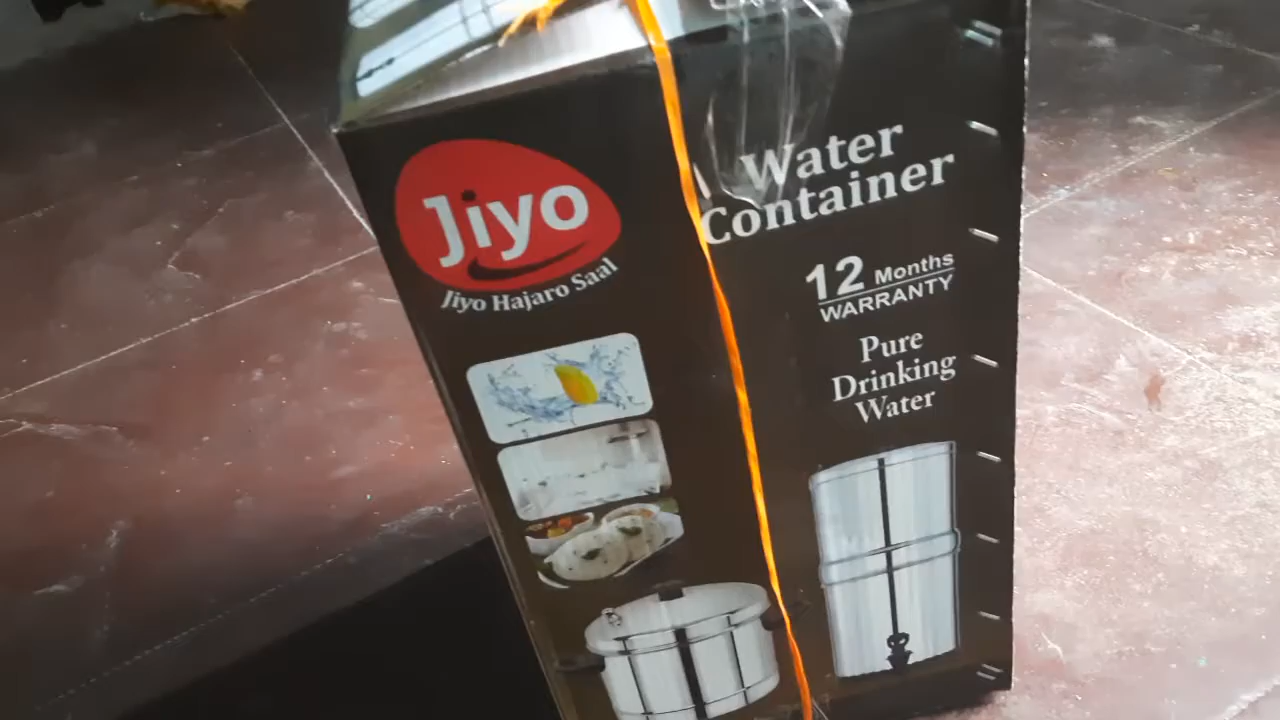 Jiyo
Jiyo Hajaro Saal
Water
Container
12 Months
WARRANTY
Pure
Drinking
Water